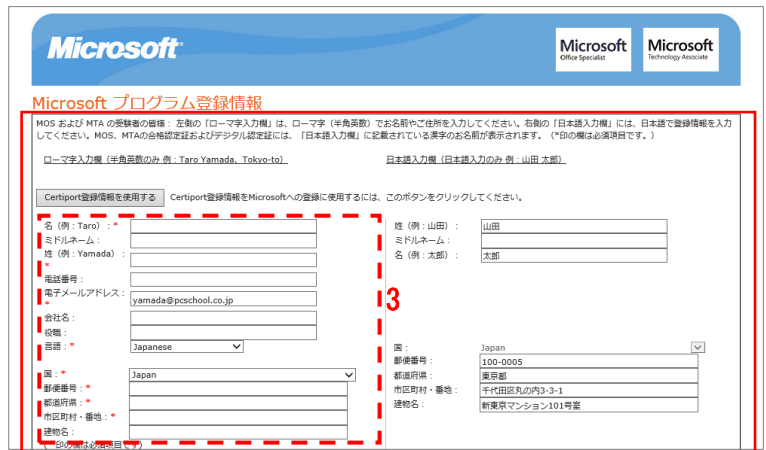 Microsoft
Microsoft
Office Specialist
Microsoft
Technology Associate
Microsoft プログラム登録情報
MOS および MTA の受験者の皆様： 左側の「ローマ字入力欄」は、ローマ字（半角英数）でお名前やご住所を入力してください。右側の「日本語入力欄」には、日本語で登録情報を入力
してください。MOS、MTAの合格認定証およびデジタル認定証には、「日本語入力欄」に記載されている漢字のお名前が表示されます。（*印の欄は必須項目です。）
ローマ字入力欄（半角英数のみ 例：Taro Yamada、Tokyo-to）
日本語入力欄（日本語入力のみ 例：山田 太郎）
Certiport登録情報を使用する Certiport登録情報をMicrosoftへの登録に使用するには、このボタンをクリックしてください。
名（例：Taro）：*
ミドルネーム：
姓（例：Yamada）：
*
電話番号：
電子メールアドレス：
* yamada@pcschool.co.jp
会社名：
役職：
言語：* Japanese
国：* Japan
郵便番号：*
都道府県：*
市区町村・番地：*
建物名：
印の欄は必須項目です）
3
姓（例：山田）： 山田
ミドルネーム：
名（例：太郎）： 太郎
国： Japan
郵便番号： 100-0005
都道府県： 東京都
市区町村・番地： 千代田区丸の内3-3-1
建物名： 新東京マンション101号室